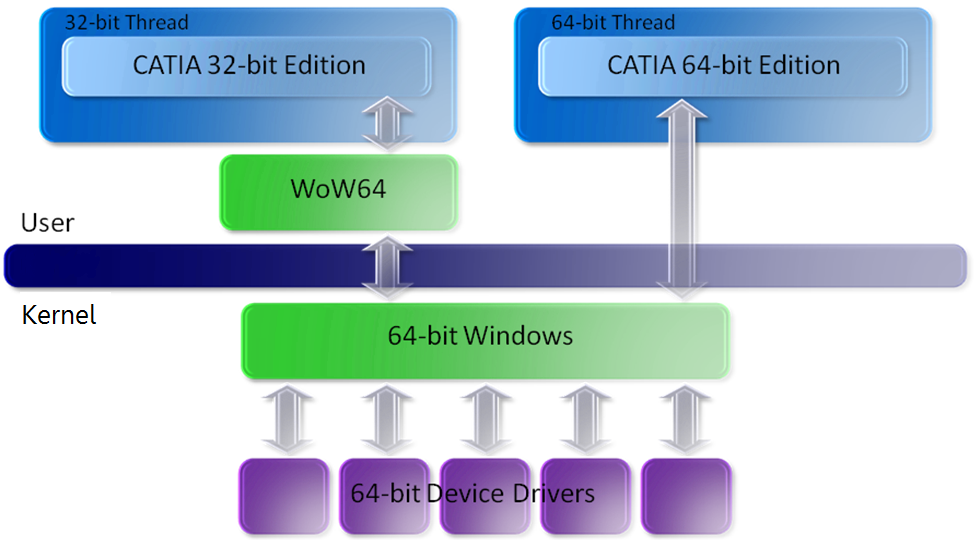 32-bit Thread
64-bit Thread
CATIA 32-bit Edition
CATIA 64-bit Edition
WoW64
User
Kernel
64-bit Windows
64-bit Device Drivers